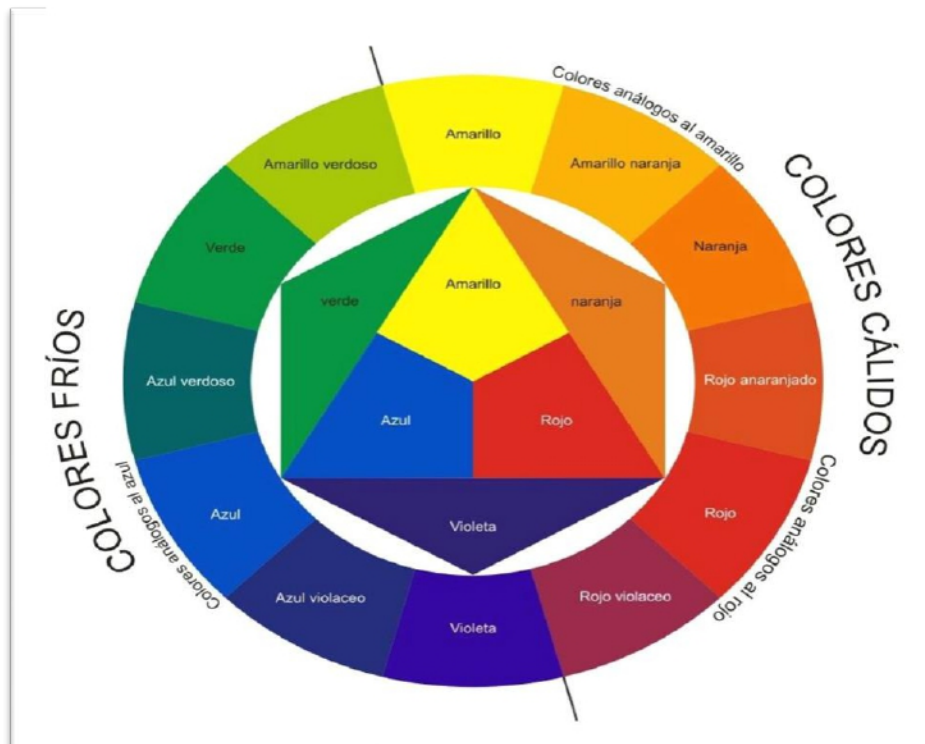 Colores análogos al amarillo
Amarillo
Amarillo verdoso
Amarillo naranja
COLORES CÁLIDOS
Verde
Naranja
Amarillo
verde
naranja
COLORES FRÍOS
Azul verdoso
Rojo anaranjado
Azul
Rojo
Colores análogos al azul
Azul
Rojo
Colores análogos al rojo
Violeta
Azul violaceo
Rojo violaceo
Violeta